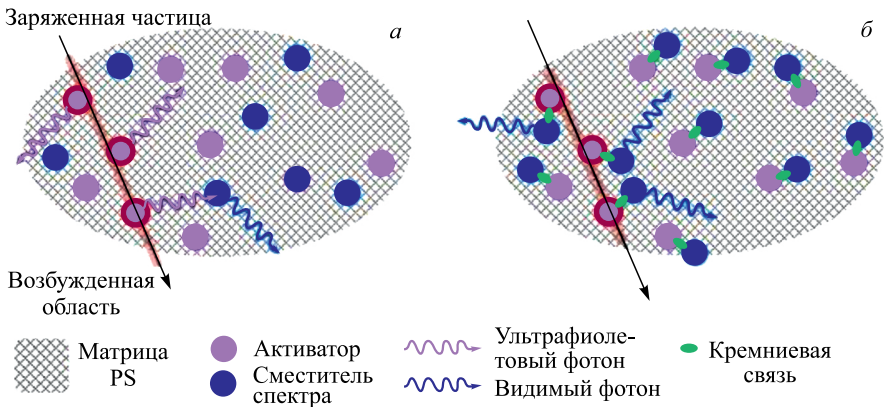 Заряженная частица
а
б
Возбужденная
область
Матрица
PS
Активатор
Сместитель
спектра
Ультрафиоле-
товый фотон
Видимый фотон
Кремниевая
связь